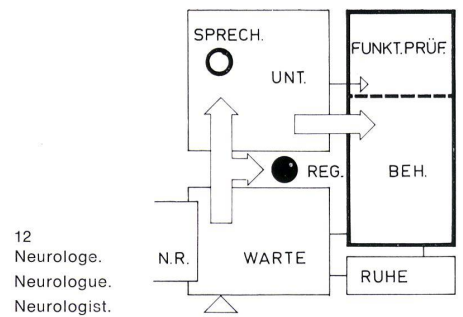 SPRECH.
FUNKT.PRÜF.
UNT.
REG.
BEH.
N.R.
WARTE
RUHE
12
Neurologe.
Neurologue.
Neurologist.